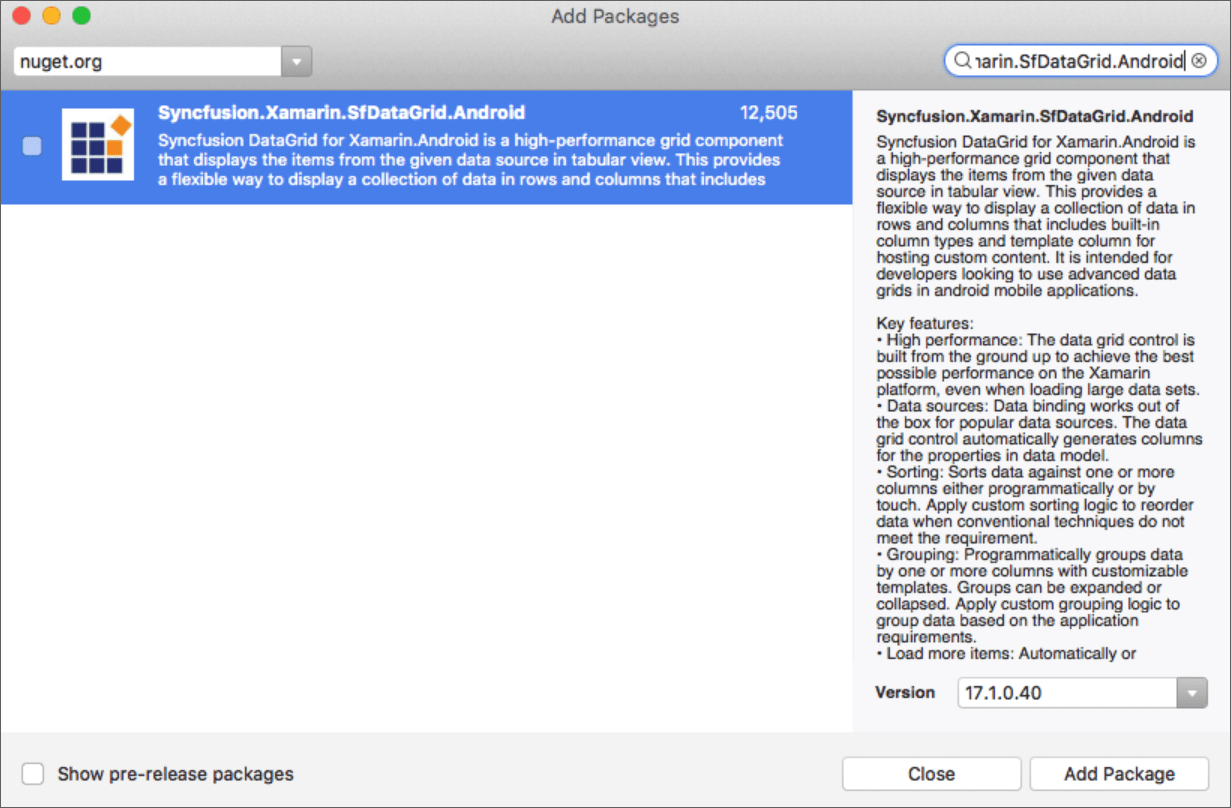 Add Packages
nuget.org
arin.SfDataGrid.Android
Syncfusion.Xamarin.SfDataGrid.Android 12,505
Syncfusion DataGrid for Xamarin.Android is a high-performance grid component
that displays the items from the given data source in tabular view. This provides
a flexible way to display a collection of data in rows and columns that includes
Syncfusion.Xamarin.SfDataGrid.Android
Syncfusion DataGrid for Xamarin.Android is
a high-performance grid component that
displays the items from the given data
source in tabular view. This provides a
flexible way to display a collection of data in
rows and columns that includes built-in
column types and template column for
hosting custom content. It is intended for
developers looking to use advanced data
grids in android mobile applications.
Key features:
• High performance: The data grid control is
built from the ground up to achieve the best
possible performance on the Xamarin
platform, even when loading large data sets.
• Data sources: Data binding works out of
the box for popular data sources. The data
grid control automatically generates columns
for the properties in data model.
• Sorting: Sorts data against one or more
columns either programmatically or by
touch. Apply custom sorting logic to reorder
data when conventional techniques do not
meet the requirement.
• Grouping: Programmatically groups data
by one or more columns with customizable
templates. Groups can be expanded or
collapsed. Apply custom grouping logic to
group data based on the application
requirements.
• Load more items: Automatically or
Version 17.1.0.40
Show pre-release packages
Close
Add Package